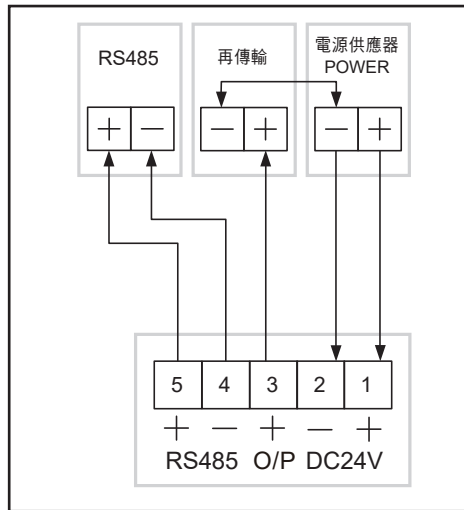 RS485
再傳輸
電源供應器
POWER
+ −
− +
− +
5 4 3 2 1
+ − + − +
RS485 O/P DC24V